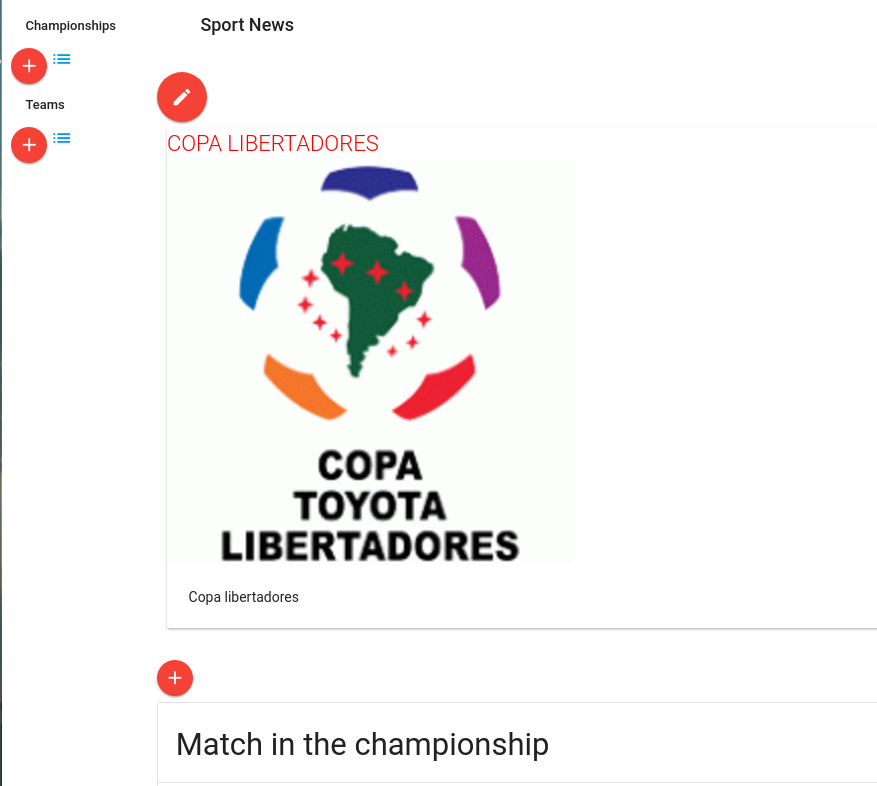 Championships
Sport News
Teams
COPA LIBERTADORES
COPA
TOYOTA
LIBERTADORES
Copa libertadores
Match in the championship